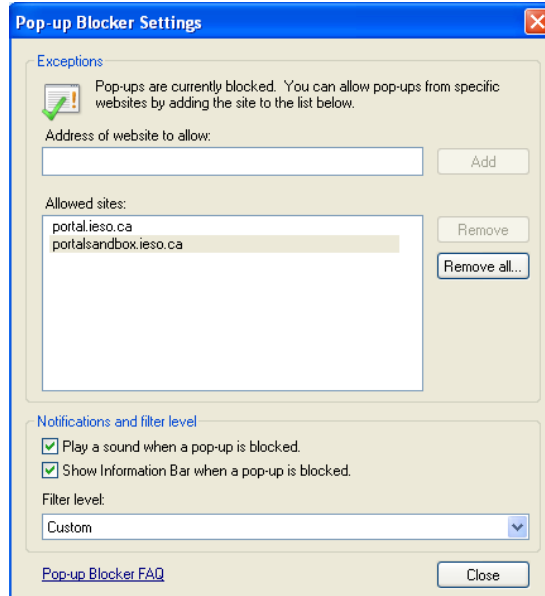 Pop-up Blocker Settings
Exceptions
Pop-ups are currently blocked. You can allow pop-ups from specific
websites by adding the site to the list below.
Address of website to allow:
Add
Allowed sites:
portal.ieso.ca
portalsandbox.ieso.ca
Remove
Remove all...
Notifications and filter level
Play a sound when a pop-up is blocked.
Show Information Bar when a pop-up is blocked.
Filter level:
Custom
Pop-up Blocker FAQ
Close